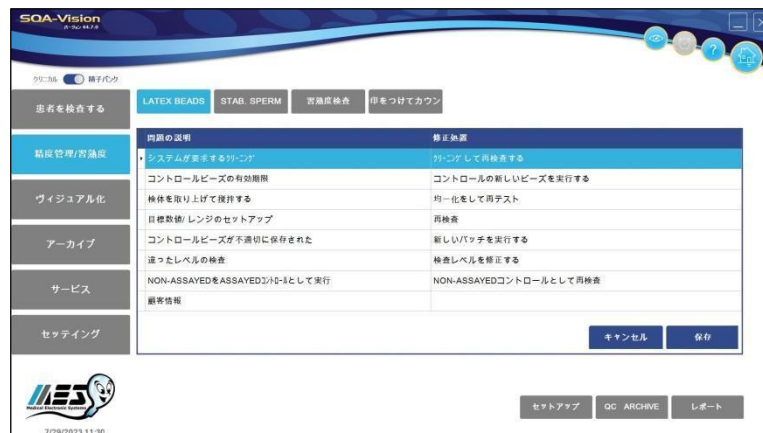 SQA-Vision
クリニカル 精子バンク
患者を検査する
精度管理/習熟度
ヴィジュアル化
アーカイブ
サービス
セッテイング
LATEX BEADS STAB. SPERM 習熟度検査 印をつけてカウン
問題の説明 修正処置
システムが要求するクリーニング クリーニングして再検査する
コントロールビーズの有効期限 コントロールの新しいビーズを実行する
検体を取り上げて撹拌する 均一化をして再テスト
目標数値/ レンジのセットアップ 再検査
コントロールビーズが不適切に保存された 新しいバッチを実行する
違ったレベルの検査 検査レベルを修正する
NON-ASSAYEDをASSAYEDコントロールとして実行 NON-ASSAYEDコントロールとして再検査
顧客情報
キャンセル 保存
MES
Medical Electronic Systems
セットアップ QC ARCHIVE レポート
7/29/2023 11:30